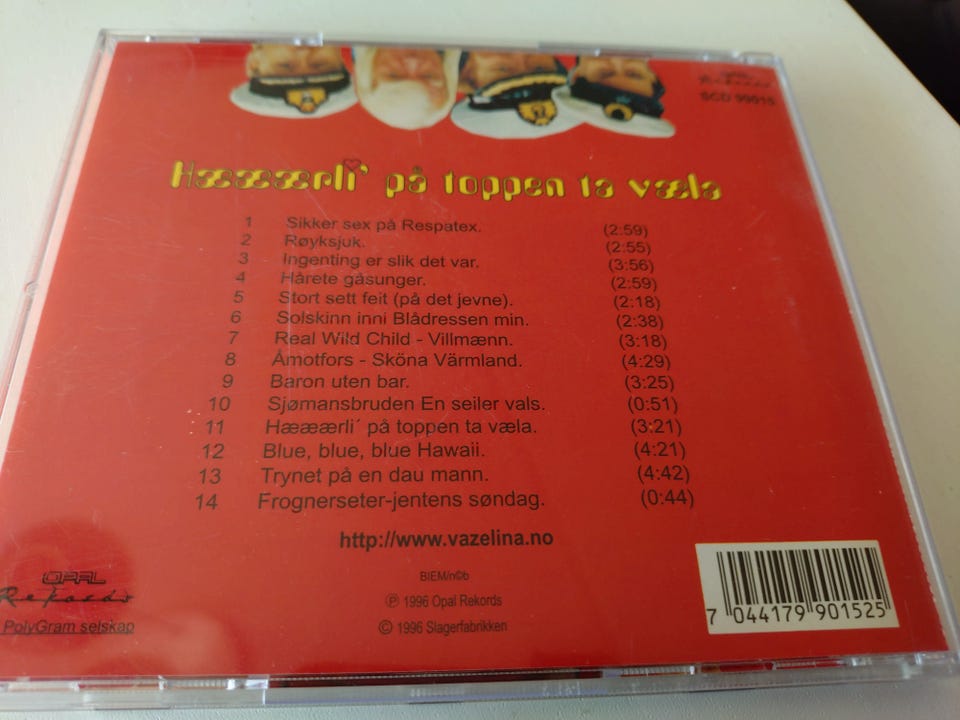 OPAL
Rekords
SCD 99015
Hææææerli' på toppen ta væla
1 Sikker sex på Respatex. (2:59)
2 Røyksjuk. (2:55)
3 Ingenting er slik det var. (3:56)
4 Hårete gåsunger. (2:59)
5 Stort sett feit (på det jevne). (2:18)
6 Solskinn inni Blådressen min. (2:38)
7 Real Wild Child - Villmænn. (3:18)
8 Åmotfors - Sköna Värmland. (4:29)
9 Baron uten bar. (3:25)
10 Sjømansbruden En seiler vals. (0:51)
11 Hæææærli´ på toppen ta væla. (3:21)
12 Blue, blue, blue Hawaii. (4:21)
13 Trynet på en dau mann. (4:42)
14 Frognerseter-jentens søndag. (0:44)
http://www.vazelina.no
BIEM/n©b
℗ 1996 Opal Rekords
© 1996 Slagerfabrikken
OPAL
Rekords
PolyGram selskap
7 044179 901525